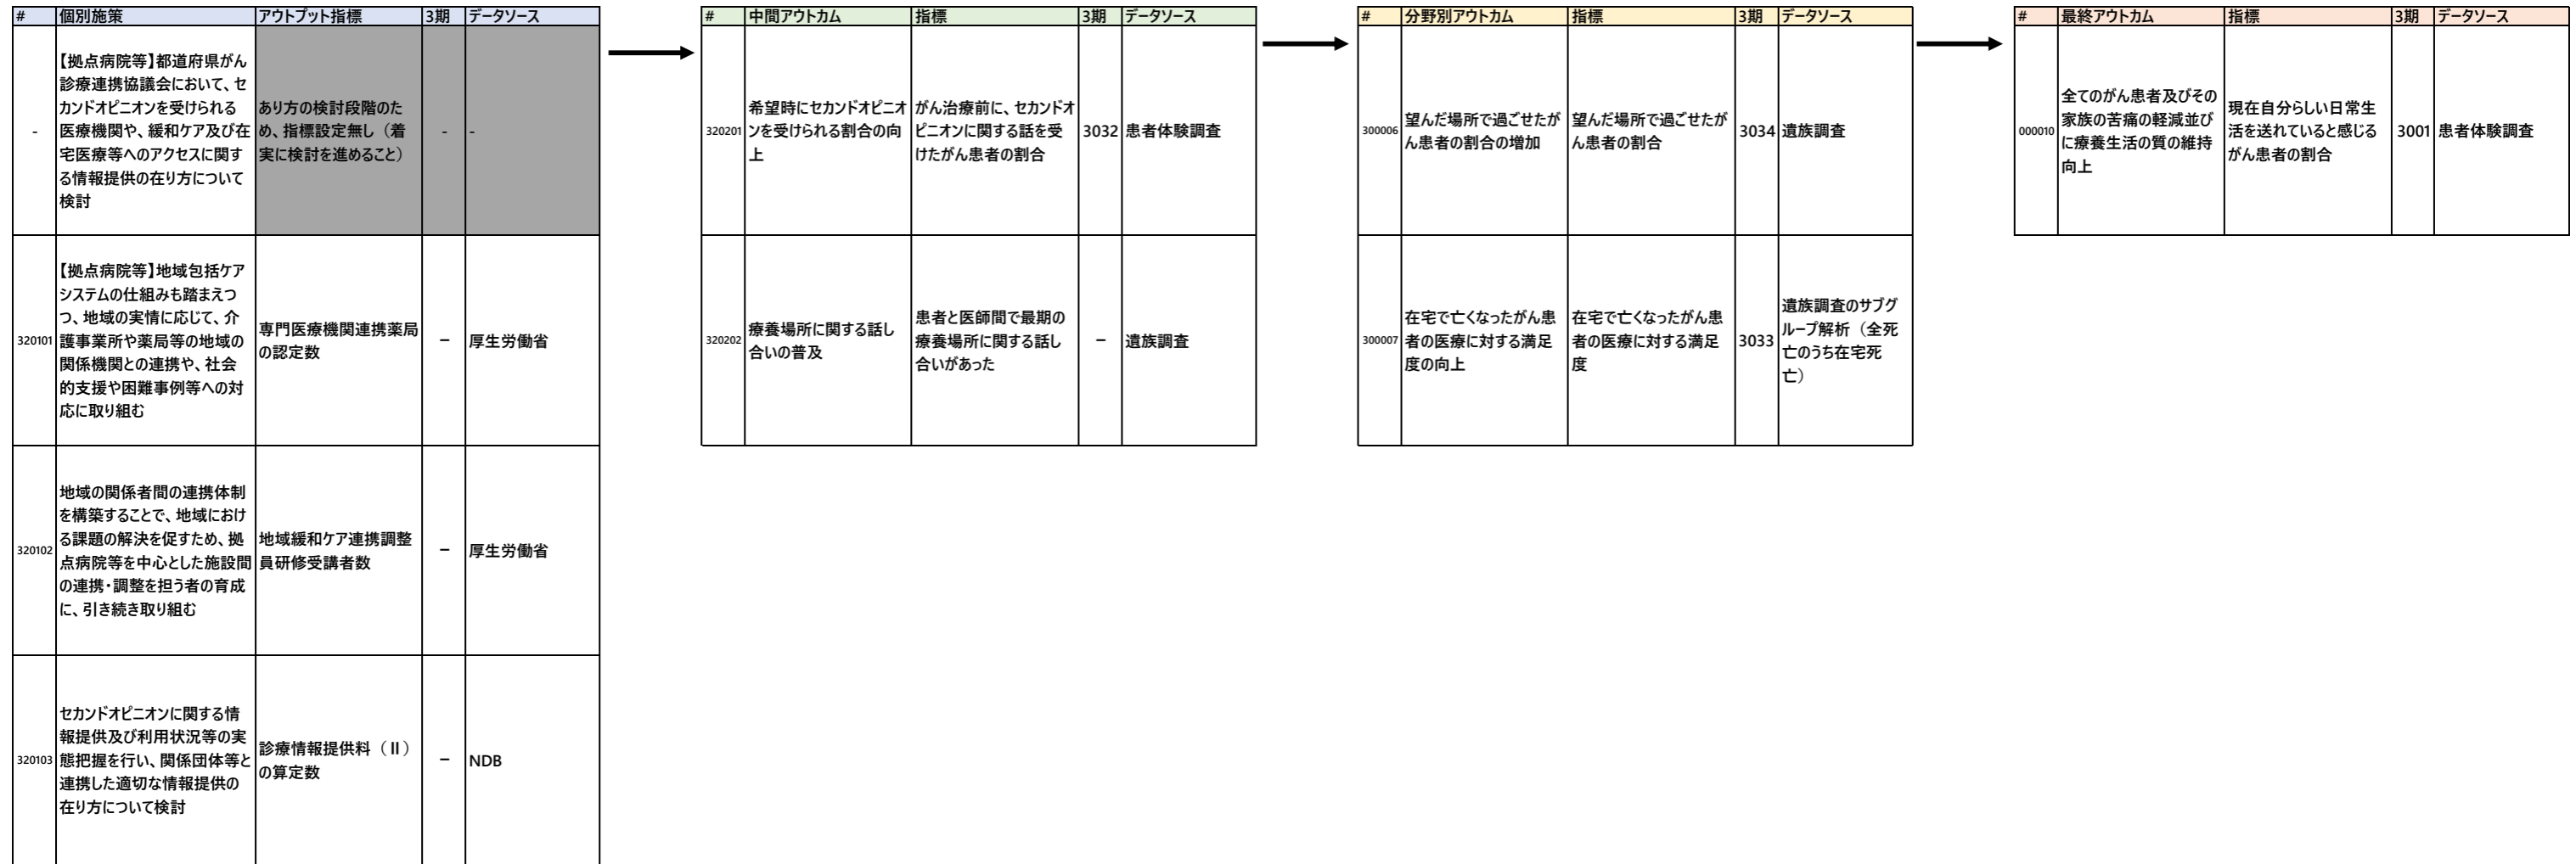 # 個別施策 アウトプット指標 3期 データソース
-
【拠点病院等】都道府県がん
診療連携協議会において、セ
カンドオピニオンを受けられる
医療機関や、緩和ケア及び在
宅医療等へのアクセスに関す
る情報提供の在り方について
検討
あり方の検討段階のた
め、指標設定無し（着
実に検討を進めること）
-
-
320101
【拠点病院等】地域包括ケア
システムの仕組みも踏まえつ
つ、地域の実情に応じて、介
護事業所や薬局等の地域の
関係機関との連携や、社会
的支援や困難事例等への対
応に取り組む
専門医療機関連携薬局
の認定数
－
厚生労働省
320102
地域の関係者間の連携体制
を構築することで、地域におけ
る課題の解決を促すため、拠
点病院等を中心とした施設間
の連携・調整を担う者の育成
に、引き続き取り組む
地域緩和ケア連携調整
員研修受講者数
－
厚生労働省
320103
セカンドオピニオンに関する情
報提供及び利用状況等の実
態把握を行い、関係団体等と
連携した適切な情報提供の
在り方について検討
診療情報提供料（Ⅱ）
の算定数
－
NDB
# 中間アウトカム 指標 3期 データソース
320201
希望時にセカンドオピニオ
ンを受けられる割合の向
上
がん治療前に、セカンドオ
ピニオンに関する話を受
けたがん患者の割合
3032
患者体験調査
320202
療養場所に関する話し
合いの普及
患者と医師間で最期の
療養場所に関する話し
合いがあった
－
遺族調査
# 分野別アウトカム 指標 3期 データソース
300006
望んだ場所で過ごせたが
ん患者の割合の増加
望んだ場所で過ごせたが
ん患者の割合
3034
遺族調査
300007
在宅で亡くなったがん患
者の医療に対する満足
度の向上
在宅で亡くなったがん患
者の医療に対する満足
度
3033
遺族調査のサブグ
ループ解析（全死
亡のうち在宅死
亡）
# 最終アウトカム 指標 3期 データソース
000010
全てのがん患者及びその
家族の苦痛の軽減並び
に療養生活の質の維持
向上
現在自分らしい日常生
活を送れていると感じる
がん患者の割合
3001
患者体験調査